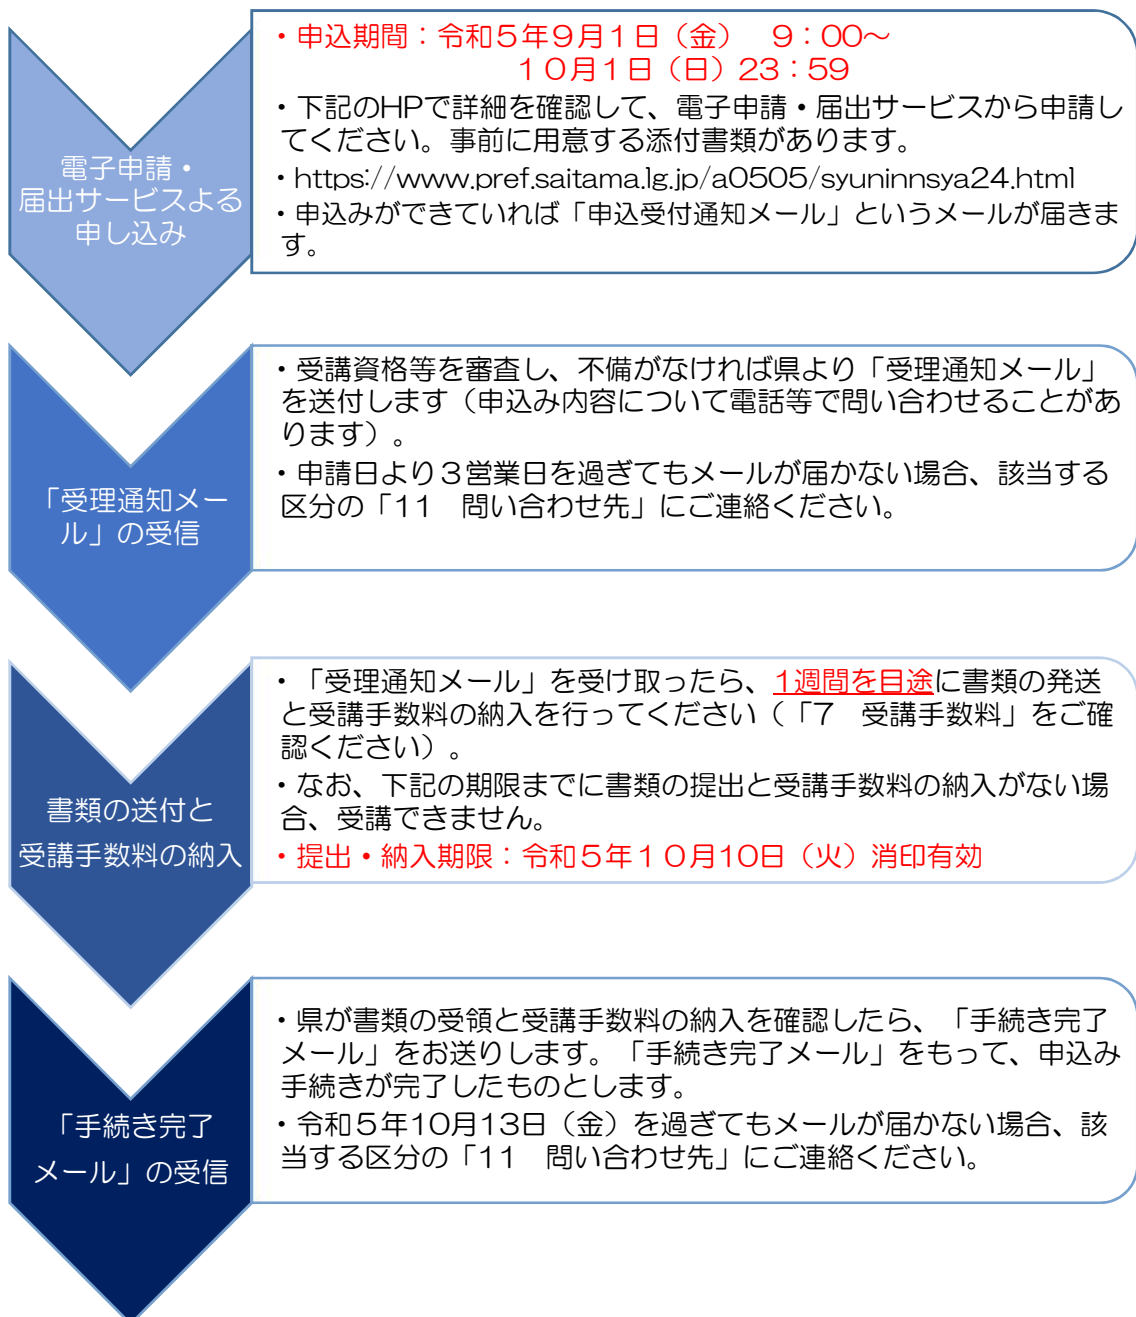 電子申請・
届出サービスよる
申し込み
・申込期間：令和５年９月１日（金）　９：００～
１０月１日（日）２３：５９
・下記のHPで詳細を確認して、電子申請・届出サービスから申請し
てください。事前に用意する添付書類があります。
・https://www.pref.saitama.lg.jp/a0505/syuninnsya24.html
・申込みができていれば「申込受付通知メール」というメールが届きま
す。
「受理通知メー
ル」の受信
・受講資格等を審査し、不備がなければ県より「受理通知メール」
を送付します（申込み内容について電話等で問い合わせることがあ
ります）。
・申請日より３営業日を過ぎてもメールが届かない場合、該当する
区分の「11　問い合わせ先」にご連絡ください。
書類の送付と
受講手数料の納入
・「受理通知メール」を受け取ったら、1週間を目途に書類の発送
と受講手数料の納入を行ってください（「７　受講手数料」をご確
認ください）。
・なお、下記の期限までに書類の提出と受講手数料の納入がない場
合、受講できません。
・提出・納入期限：令和５年１０月10日（火）消印有効
「手続き完了
メール」の受信
・県が書類の受領と受講手数料の納入を確認したら、「手続き完了
メール」をお送りします。「手続き完了メール」をもって、申込み
手続きが完了したものとします。
・令和５年10月13日（金）を過ぎてもメールが届かない場合、該
当する区分の「11　問い合わせ先」にご連絡ください。